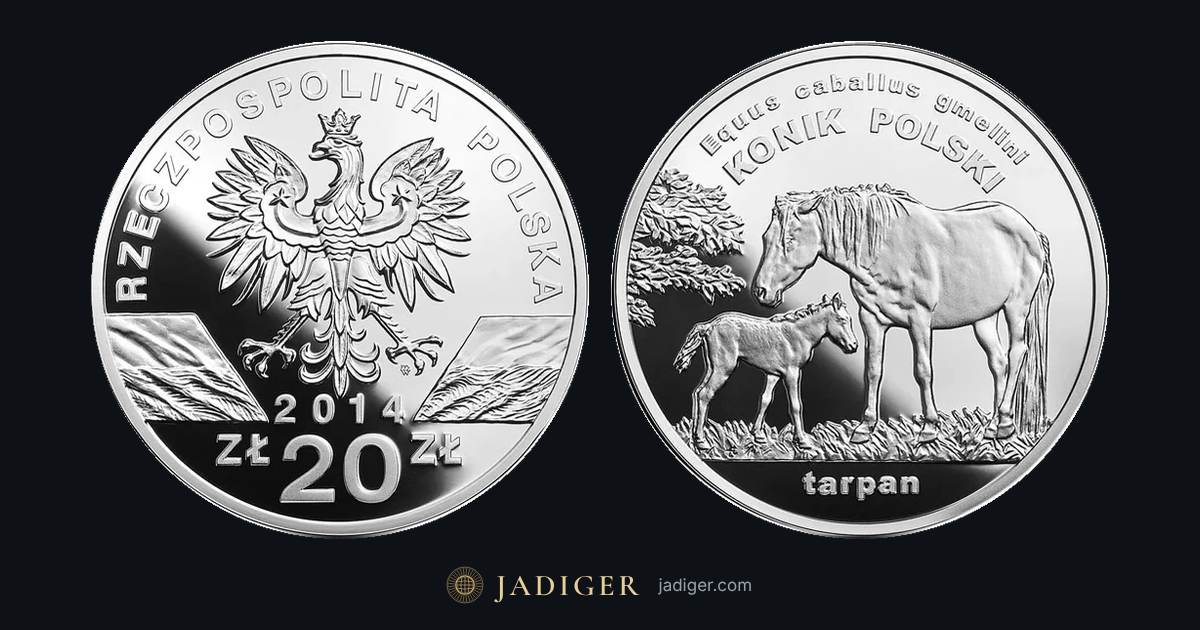 RZECZPOSPOLITA POLSKA
2014
ZŁ 20 ZŁ
Equus caballus gmelini
KONIK POLSKI
tarpan
JADIGER jadiger.com